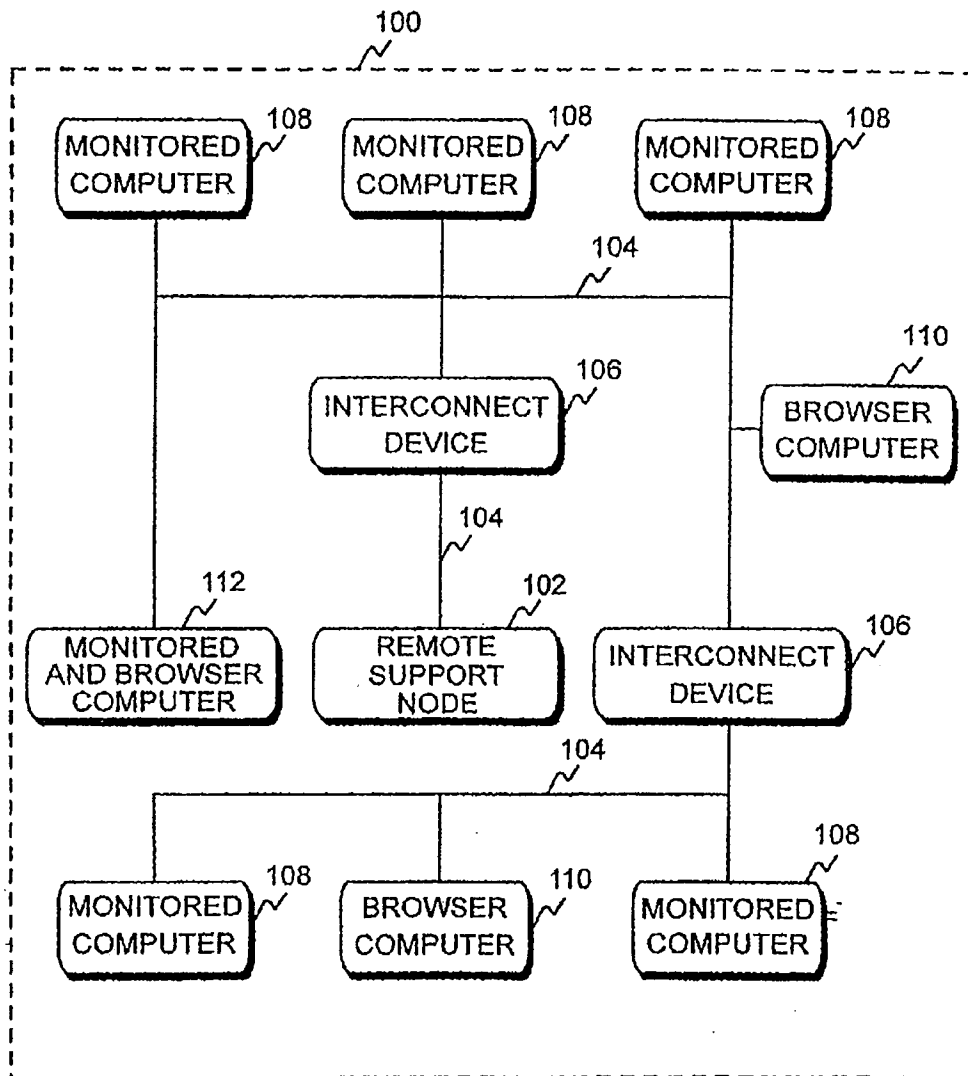 100
108
108
108
MONITORED
COMPUTER
MONITORED
COMPUTER
MONITORED
COMPUTER
104
106
110
INTERCONNECT
DEVICE
BROWSER
COMPUTER
104
112
102
106
MONITORED
AND BROWSER
COMPUTER
REMOTE
SUPPORT
NODE
INTERCONNECT
DEVICE
104
108
110
108
MONITORED
COMPUTER
BROWSER
COMPUTER
MONITORED
COMPUTER